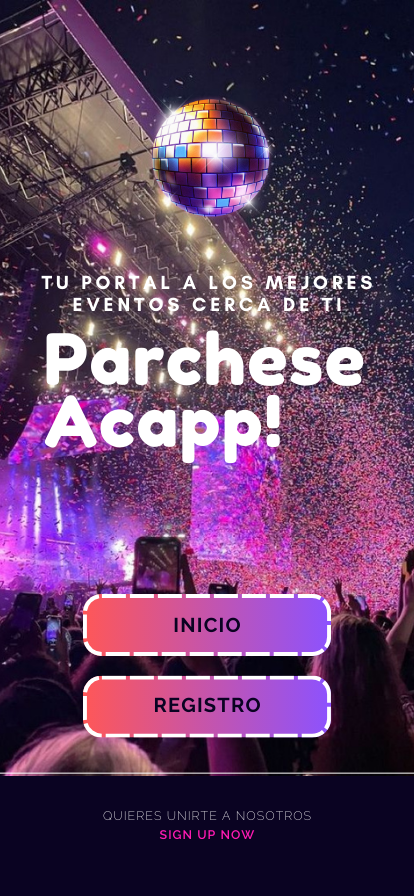 TU PORTAL A LOS MEJORES
EVENTOS CERCA DE TI
Parchese
Acapp!
INICIO
REGISTRO
QUIERES UNIRTE A NOSOTROS
SIGN UP NOW